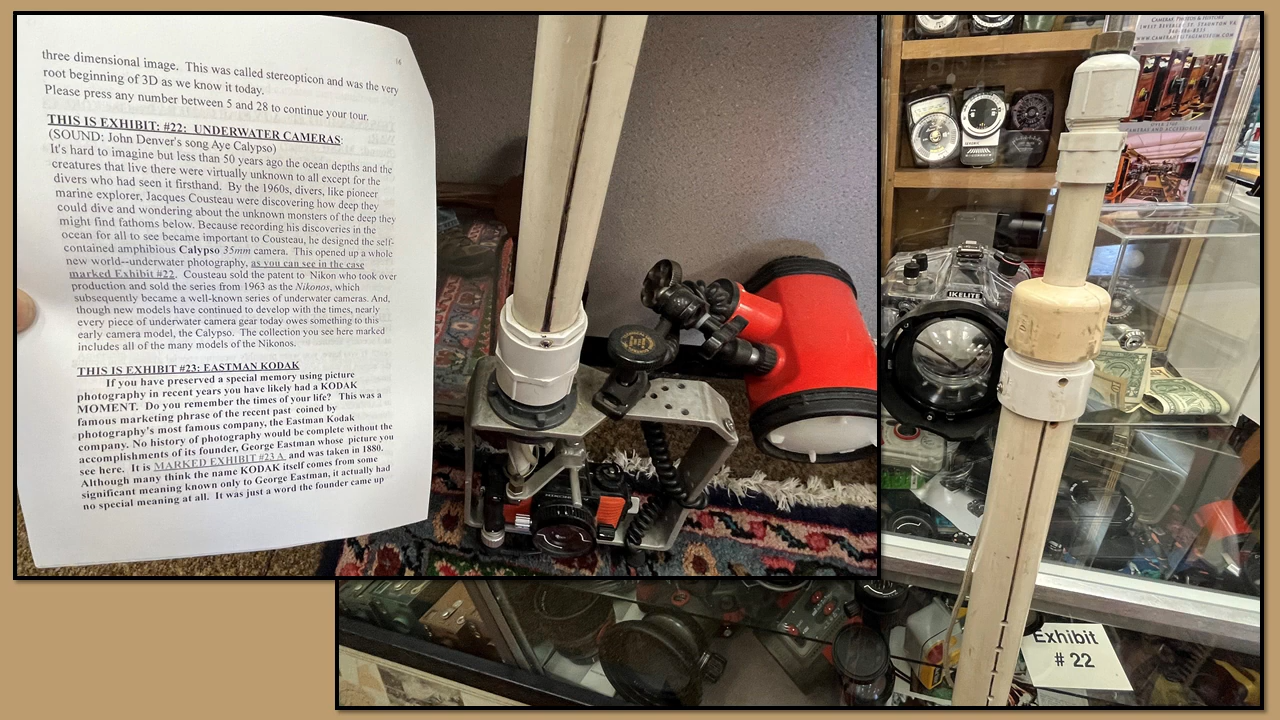 16
three dimensional image. This was called stereopticon and was the very
root beginning of 3D as we know it today.
Please press any number between 5 and 28 to continue your tour.
THIS IS EXHIBIT: #22: UNDERWATER CAMERAS:
(SOUND: John Denver's song Aye Calypso)
It's hard to imagine but less than 50 years ago the ocean depths and the
creatures that live there were virtually unknown to all except for the
divers who had seen it firsthand. By the 1960s, divers, like pioneer
marine explorer, Jacques Cousteau were discovering how deep they
could dive and wondering about the unknown monsters of the deep they
might find fathoms below. Because recording his discoveries in the
ocean for all to see became important to Cousteau, he designed the self-
contained amphibious Calypso 35mm camera. This opened up a whole
new world--underwater photography, as you can see in the case
marked Exhibit #22. Cousteau sold the patent to Nikon who took over
production and sold the series from 1963 as the Nikonos, which
subsequently became a well-known series of underwater cameras. And,
though new models have continued to develop with the times, nearly
every piece of underwater camera gear today owes something to this
early camera model, the Calypso. The collection you see here marked
includes all of the many models of the Nikonos.
THIS IS EXHIBIT #23: EASTMAN KODAK
If you have preserved a special memory using picture
photography in recent years you have likely had a KODAK
MOMENT. Do you remember the times of your life? This was a
famous marketing phrase of the recent past coined by
photography's most famous company, the Eastman Kodak
company. No history of photography would be complete without the
accomplishments of its founder, George Eastman whose picture you
see here. It is MARKED EXHIBIT #23 A and was taken in 1880.
Although many think the name KODAK itself comes from some
significant meaning known only to George Eastman, it actually had
no special meaning at all. It was just a word the founder came up
CAMERAS, PHOTOS & HISTORY
1 WEST BEVERLEY ST. STAUNTON VA
WWW.CAMERAHERITAGEMUSEUM.COM
CAMERAS AND ACCESSORIES
IKELITE
Exhibit
# 22